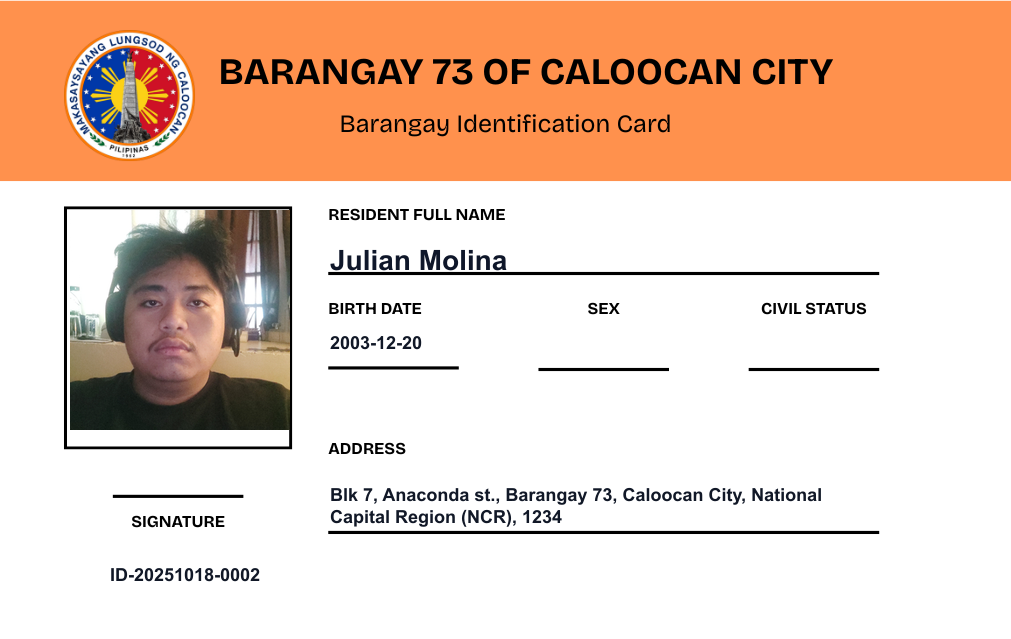 MAKASAYSAYANG LUNGSOD NG CALOOCAN
PILIPINAS
1962
BARANGAY 73 OF CALOOCAN CITY
Barangay Identification Card
RESIDENT FULL NAME
Julian Molina
BIRTH DATE
SEX
CIVIL STATUS
2003-12-20
ADDRESS
Blk 7, Anaconda st., Barangay 73, Caloocan City, National
Capital Region (NCR), 1234
SIGNATURE
ID-20251018-0002